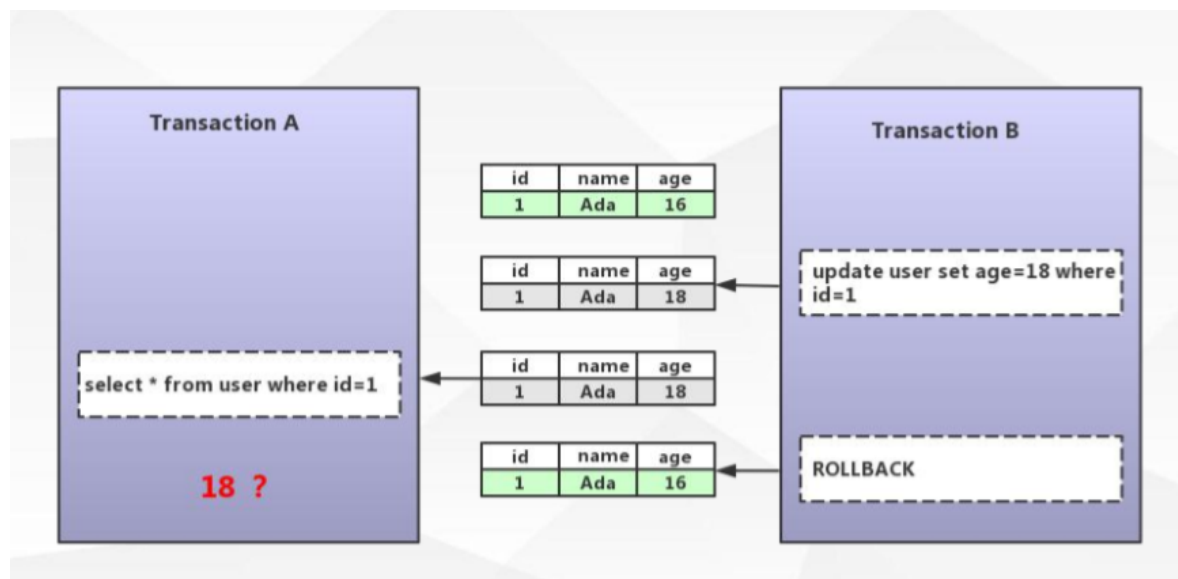 Transaction A
Transaction B
id name age
1 Ada 16
id name age
1 Ada 18
update user set age=18 where
id=1
id name age
1 Ada 18
select * from user where id=1
id name age
1 Ada 16
ROLLBACK
18 ?